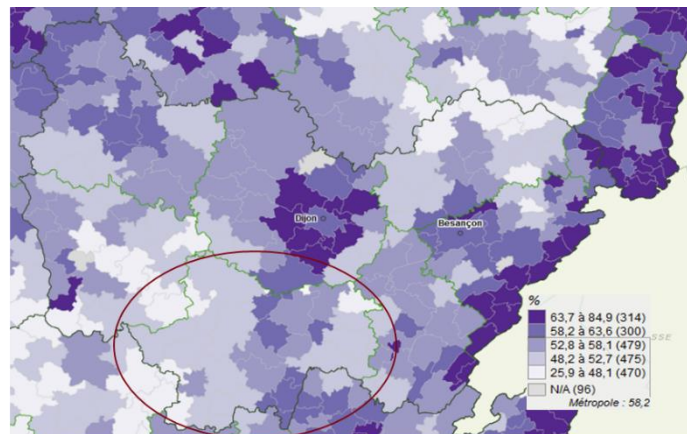 Dijon
Besançon
%
63,7 à 84,9 (314)
58,2 à 63,6 (300)
52,8 à 58,1 (479)
48,2 à 52,7 (475)
25,9 à 48,1 (470)
N/A (96)
SSE
Métropole : 58,2